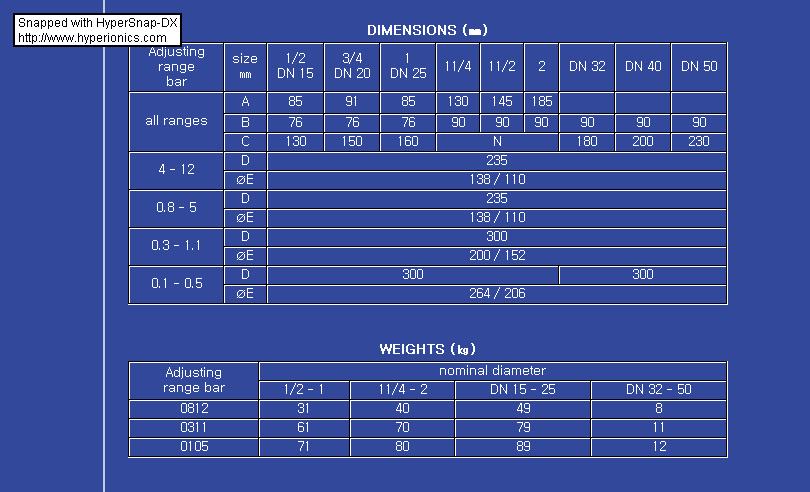 Snapped with HyperSnap-DX
http://www.hyperionics.com
DIMENSIONS (㎜)
Adjusting range bar size ㎜ 1/2 DN 15 3/4 DN 20 1 DN 25 11/4 11/2 2 DN 32 DN 40 DN 50
all ranges A 85 91 85 130 145 185
B 76 76 76 90 90 90 90 90 90
C 130 150 160 N 180 200 230
4 - 12 D 235
øE 138 / 110
0.8 - 5 D 235
øE 138 / 110
0.3 - 1.1 D 300
øE 200 / 152
0.1 - 0.5 D 300 300
øE 264 / 206
WEIGHTS (㎏)
Adjusting range bar nominal diameter
1/2 - 1 11/4 - 2 DN 15 - 25 DN 32 - 50
0812 31 40 49 8
0311 61 70 79 11
0105 71 80 89 12